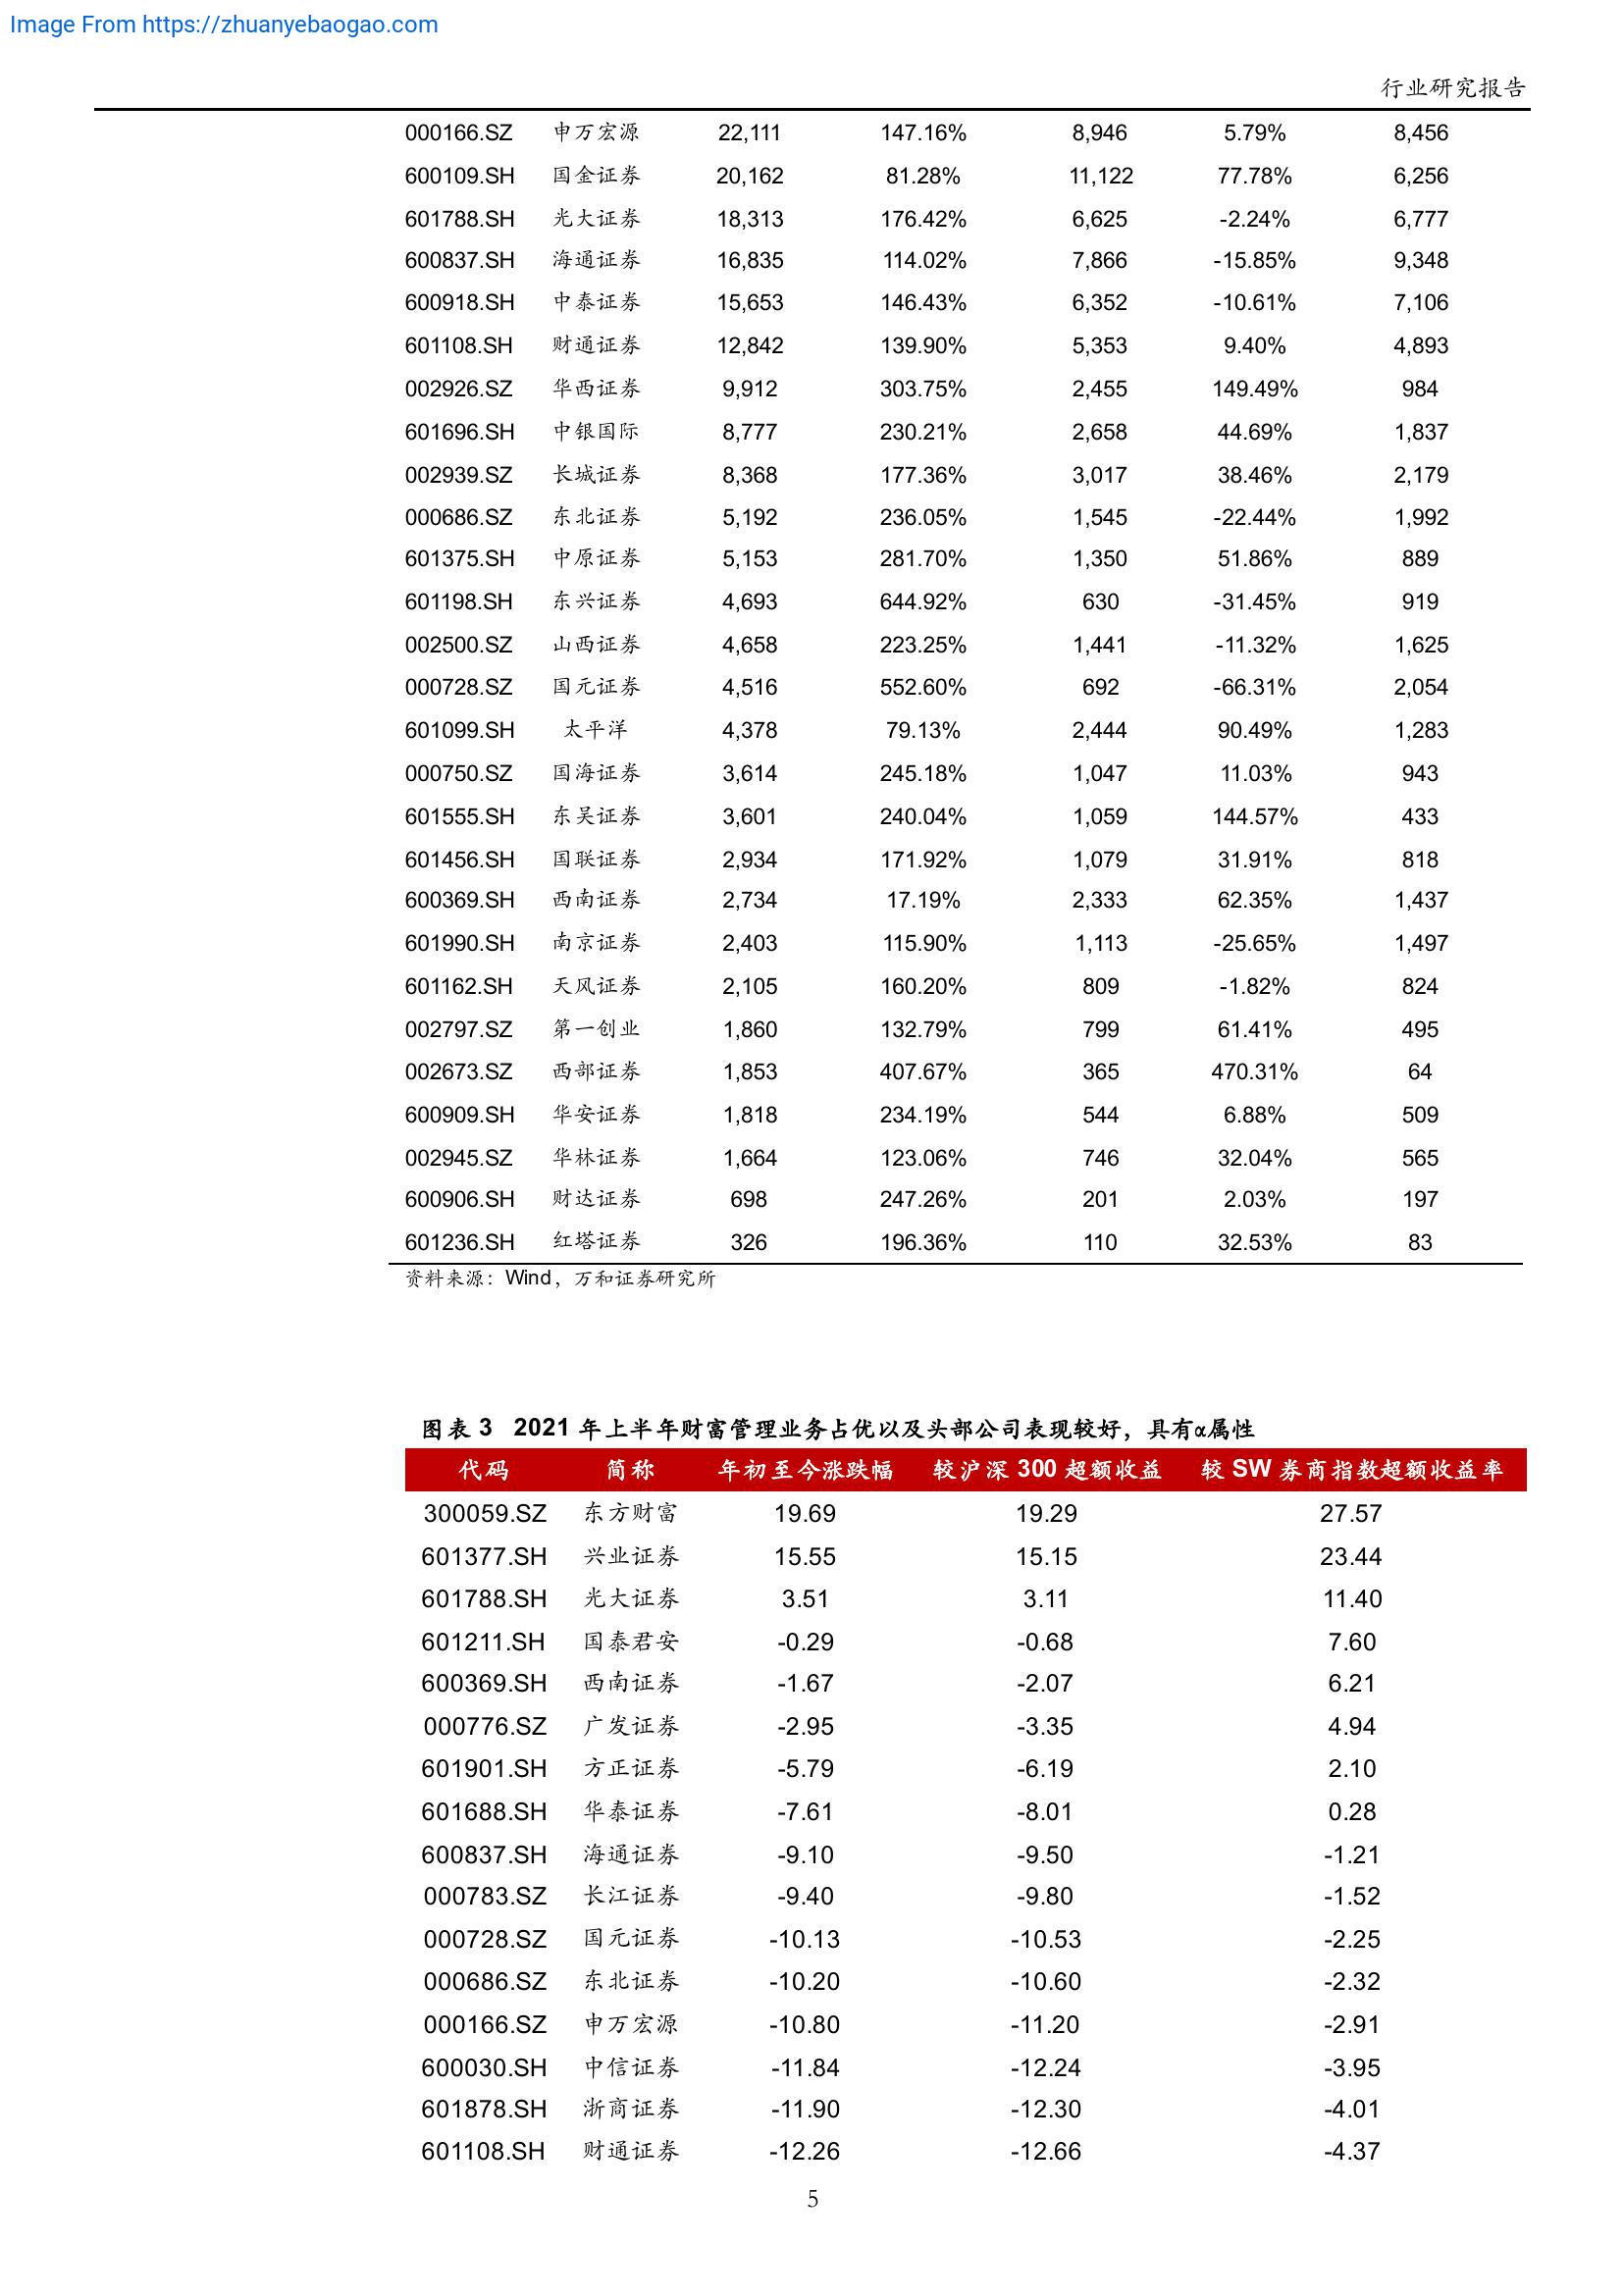 Image From https://zhuanyebaogao.com
行业研究报告
000166.SZ 申万宏源 22,111 147.16% 8,946 5.79% 8,456
600109.SH 国金证券 20,162 81.28% 11,122 77.78% 6,256
601788.SH 光大证券 18,313 176.42% 6,625 -2.24% 6,777
600837.SH 海通证券 16,835 114.02% 7,866 -15.85% 9,348
600918.SH 中泰证券 15,653 146.43% 6,352 -10.61% 7,106
601108.SH 财通证券 12,842 139.90% 5,353 9.40% 4,893
002926.SZ 华西证券 9,912 303.75% 2,455 149.49% 984
601696.SH 中银国际 8,777 230.21% 2,658 44.69% 1,837
002939.SZ 长城证券 8,368 177.36% 3,017 38.46% 2,179
000686.SZ 东北证券 5,192 236.05% 1,545 -22.44% 1,992
601375.SH 中原证券 5,153 281.70% 1,350 51.86% 889
601198.SH 东兴证券 4,693 644.92% 630 -31.45% 919
002500.SZ 山西证券 4,658 223.25% 1,441 -11.32% 1,625
000728.SZ 国元证券 4,516 552.60% 692 -66.31% 2,054
601099.SH 太平洋 4,378 79.13% 2,444 90.49% 1,283
000750.SZ 国海证券 3,614 245.18% 1,047 11.03% 943
601555.SH 东吴证券 3,601 240.04% 1,059 144.57% 433
601456.SH 国联证券 2,934 171.92% 1,079 31.91% 818
600369.SH 西南证券 2,734 17.19% 2,333 62.35% 1,437
601990.SH 南京证券 2,403 115.90% 1,113 -25.65% 1,497
601162.SH 天风证券 2,105 160.20% 809 -1.82% 824
002797.SZ 第一创业 1,860 132.79% 799 61.41% 495
002673.SZ 西部证券 1,853 407.67% 365 470.31% 64
600909.SH 华安证券 1,818 234.19% 544 6.88% 509
002945.SZ 华林证券 1,664 123.06% 746 32.04% 565
600906.SH 财达证券 698 247.26% 201 2.03% 197
601236.SH 红塔证券 326 196.36% 110 32.53% 83
资料来源：Wind，万和证券研究所
图表 3 2021 年上半年财富管理业务占优以及头部公司表现较好，具有α属性
代码 简称 年初至今涨跌幅 较沪深 300 超额收益 较 SW 券商指数超额收益率
300059.SZ 东方财富 19.69 19.29 27.57
601377.SH 兴业证券 15.55 15.15 23.44
601788.SH 光大证券 3.51 3.11 11.40
601211.SH 国泰君安 -0.29 -0.68 7.60
600369.SH 西南证券 -1.67 -2.07 6.21
000776.SZ 广发证券 -2.95 -3.35 4.94
601901.SH 方正证券 -5.79 -6.19 2.10
601688.SH 华泰证券 -7.61 -8.01 0.28
600837.SH 海通证券 -9.10 -9.50 -1.21
000783.SZ 长江证券 -9.40 -9.80 -1.52
000728.SZ 国元证券 -10.13 -10.53 -2.25
000686.SZ 东北证券 -10.20 -10.60 -2.32
000166.SZ 申万宏源 -10.80 -11.20 -2.91
600030.SH 中信证券 -11.84 -12.24 -3.95
601878.SH 浙商证券 -11.90 -12.30 -4.01
601108.SH 财通证券 -12.26 -12.66 -4.37
5